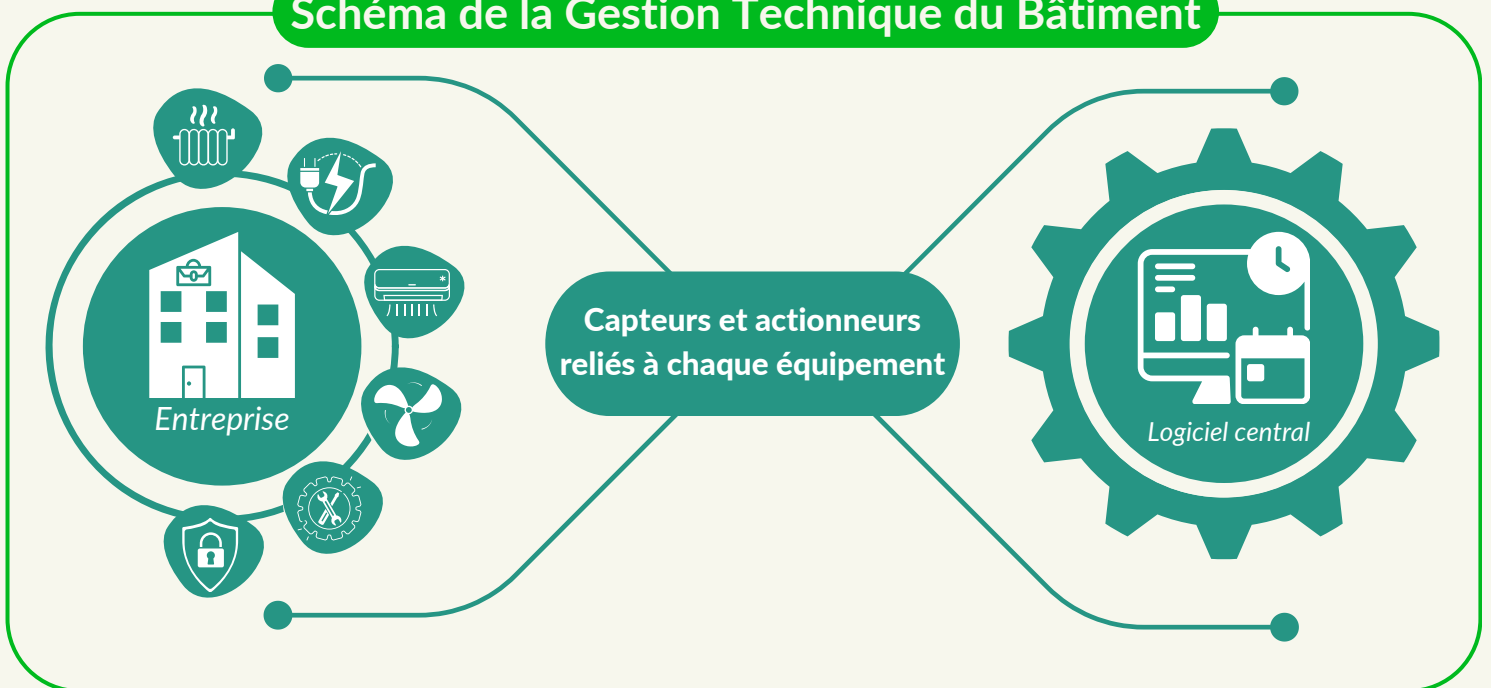 Schéma de la Gestion Technique du Bâtiment
Capteurs et actionneurs
reliés à chaque équipement
Entreprise
Logiciel central